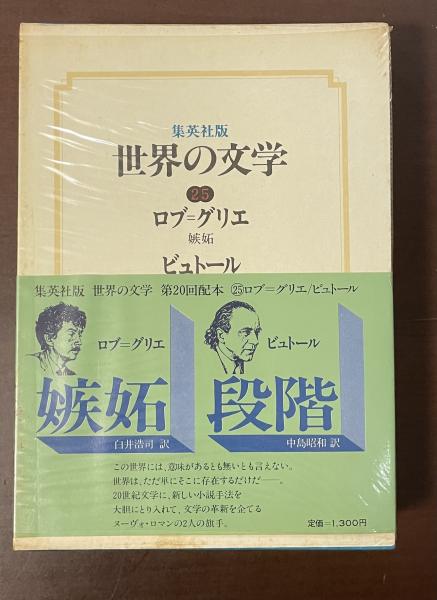 集英社版
世界の文学
25
ロブ=グリエ
嫉妬
ビュトール
集英社版 世界の文学 第20回配本 ㉕ロブ=グリエ/ビュトール
ロブ=グリエ
嫉妬
白井浩司 訳
ビュトール
段階
中島昭和 訳
この世界には、意味があるとも無いとも言えない。
世界は、ただ単にそこに存在するだけだ——。
20世紀文学に、新しい小説手法を
大胆にとり入れて、文学の革新を企てる
ヌーヴォ・ロマンの2人の旗手。
定価=1,300円